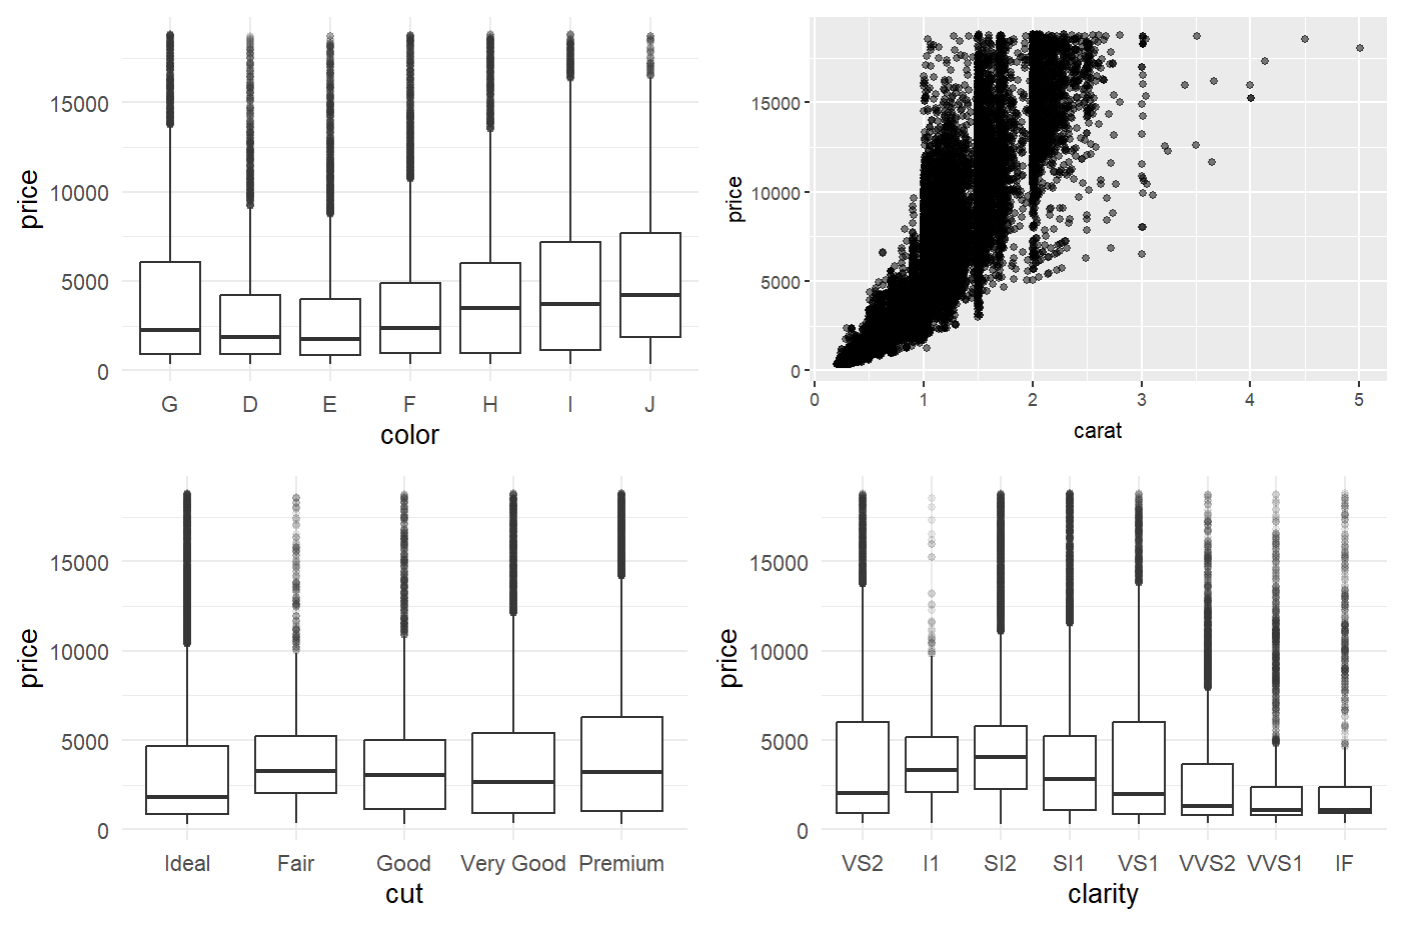 price
15000
10000
5000
0
G D E F H I J
color
price
15000
10000
5000
0
0 1 2 3 4 5
carat
price
15000
10000
5000
0
Ideal Fair Good Very Good Premium
cut
price
15000
10000
5000
0
VS2 I1 SI2 SI1 VS1 VVS2 VVS1 IF
clarity